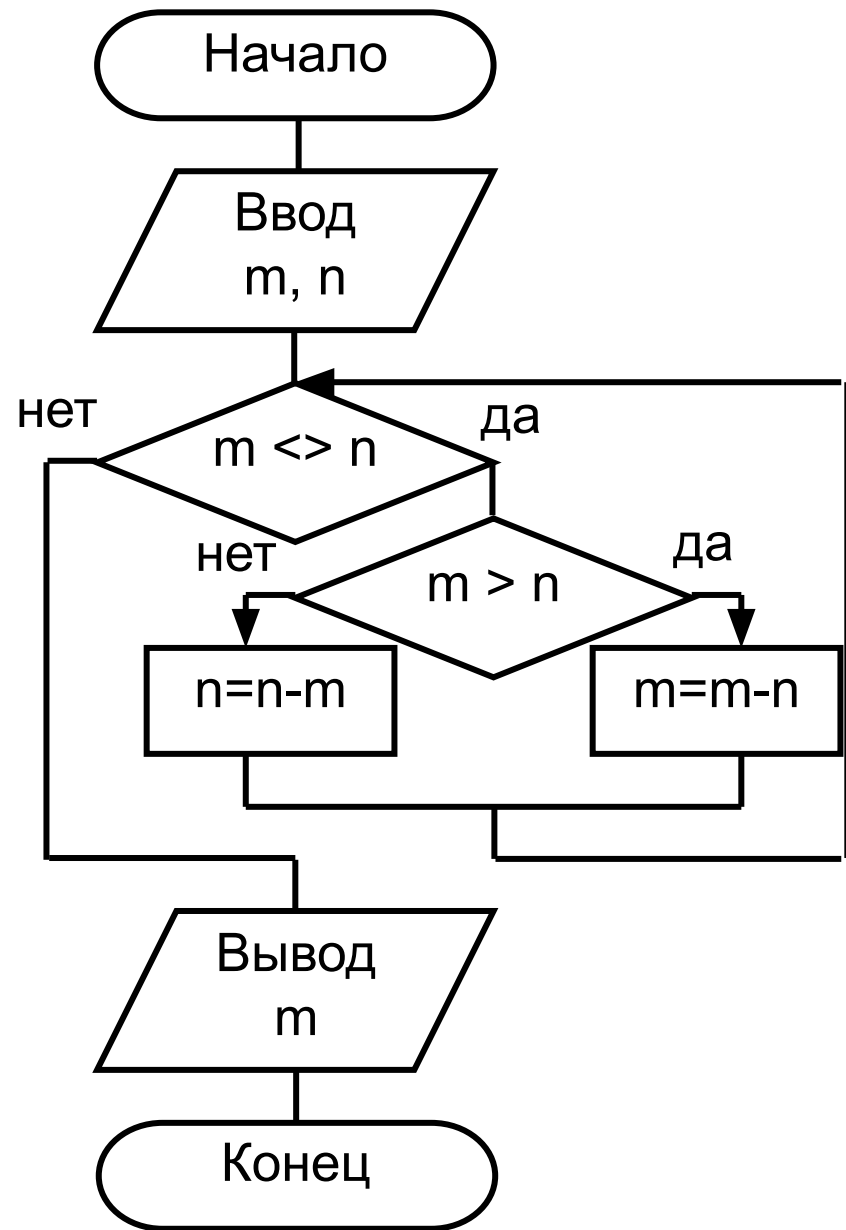 Начало
Ввод
m, n
нет
да
m <> n
нет
да
m > n
n=n-m
m=m-n
Вывод
m
Конец